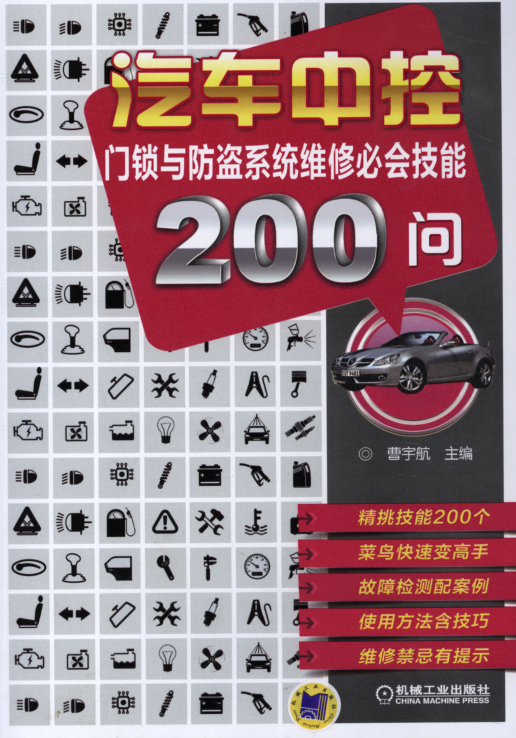 汽车中控
门锁与防盗系统维修必会技能
200问
◎ 曹宇航 主编
精挑技能200个
菜鸟快速变高手
故障检测配案例
使用方法含技巧
维修禁忌有提示
机械工业出版社
CHINA MACHINE PRESS